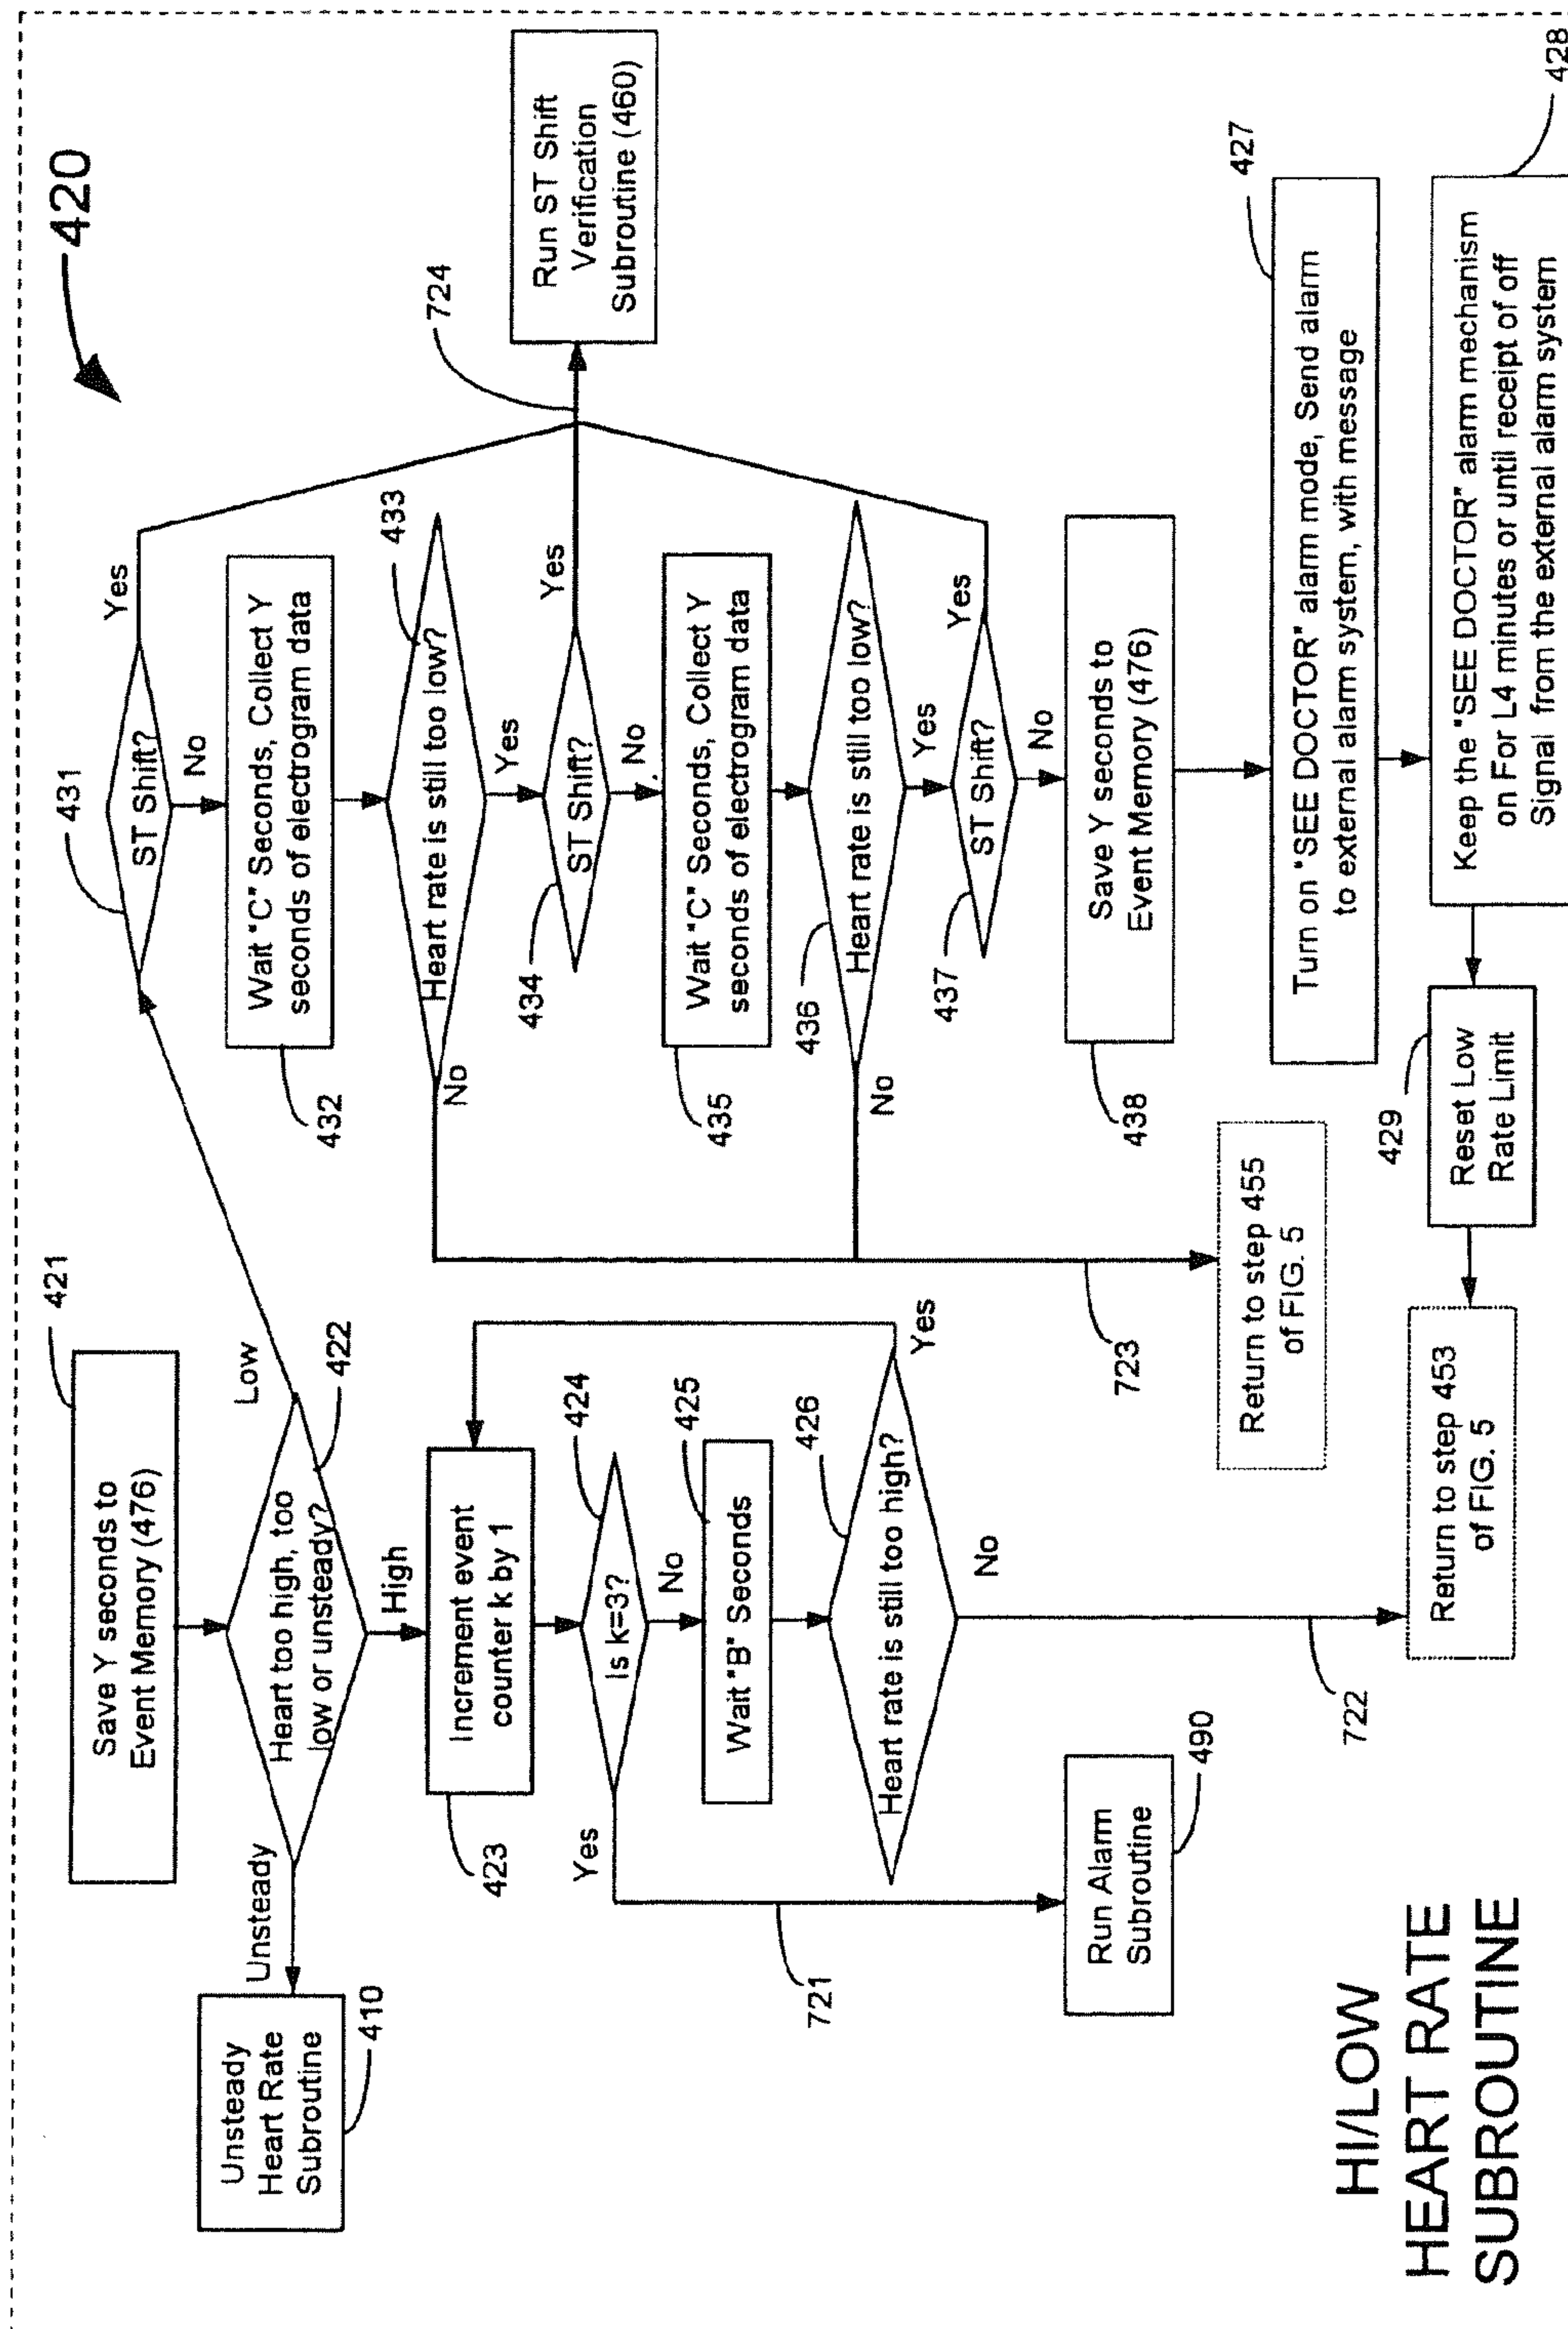 420
421
Save Y seconds to
Event Memory (476)
Heart too high, too
low or unsteady?
422
Unsteady
Low
High
Unsteady
Heart Rate
Subroutine
410
Increment event
counter k by 1
423
Is k=3?
424
Yes
No
Wait "B" Seconds
425
Heart rate is still too high?
426
Yes
No
721
Run Alarm
Subroutine
490
722
Return to step 453
of FIG. 5
431
ST Shift?
Yes
No
Wait "C" Seconds, Collect Y
seconds of electrogram data
432
433
Heart rate is still too low?
No
Yes
434
ST Shift?
Yes
No
Wait "C" Seconds, Collect Y
seconds of electrogram data
435
436
Heart rate is still too low?
No
Yes
437
ST Shift?
Yes
No
Save Y seconds to
Event Memory (476)
438
724
Run ST Shift
Verification
Subroutine (460)
723
Return to step 455
of FIG. 5
427
Turn on "SEE DOCTOR" alarm mode, Send alarm
to external alarm system, with message
Keep the "SEE DOCTOR" alarm mechanism
on For L4 minutes or until receipt of off
Signal from the external alarm system
428
429
Reset Low
Rate Limit
HI/LOW
HEART RATE
SUBROUTINE